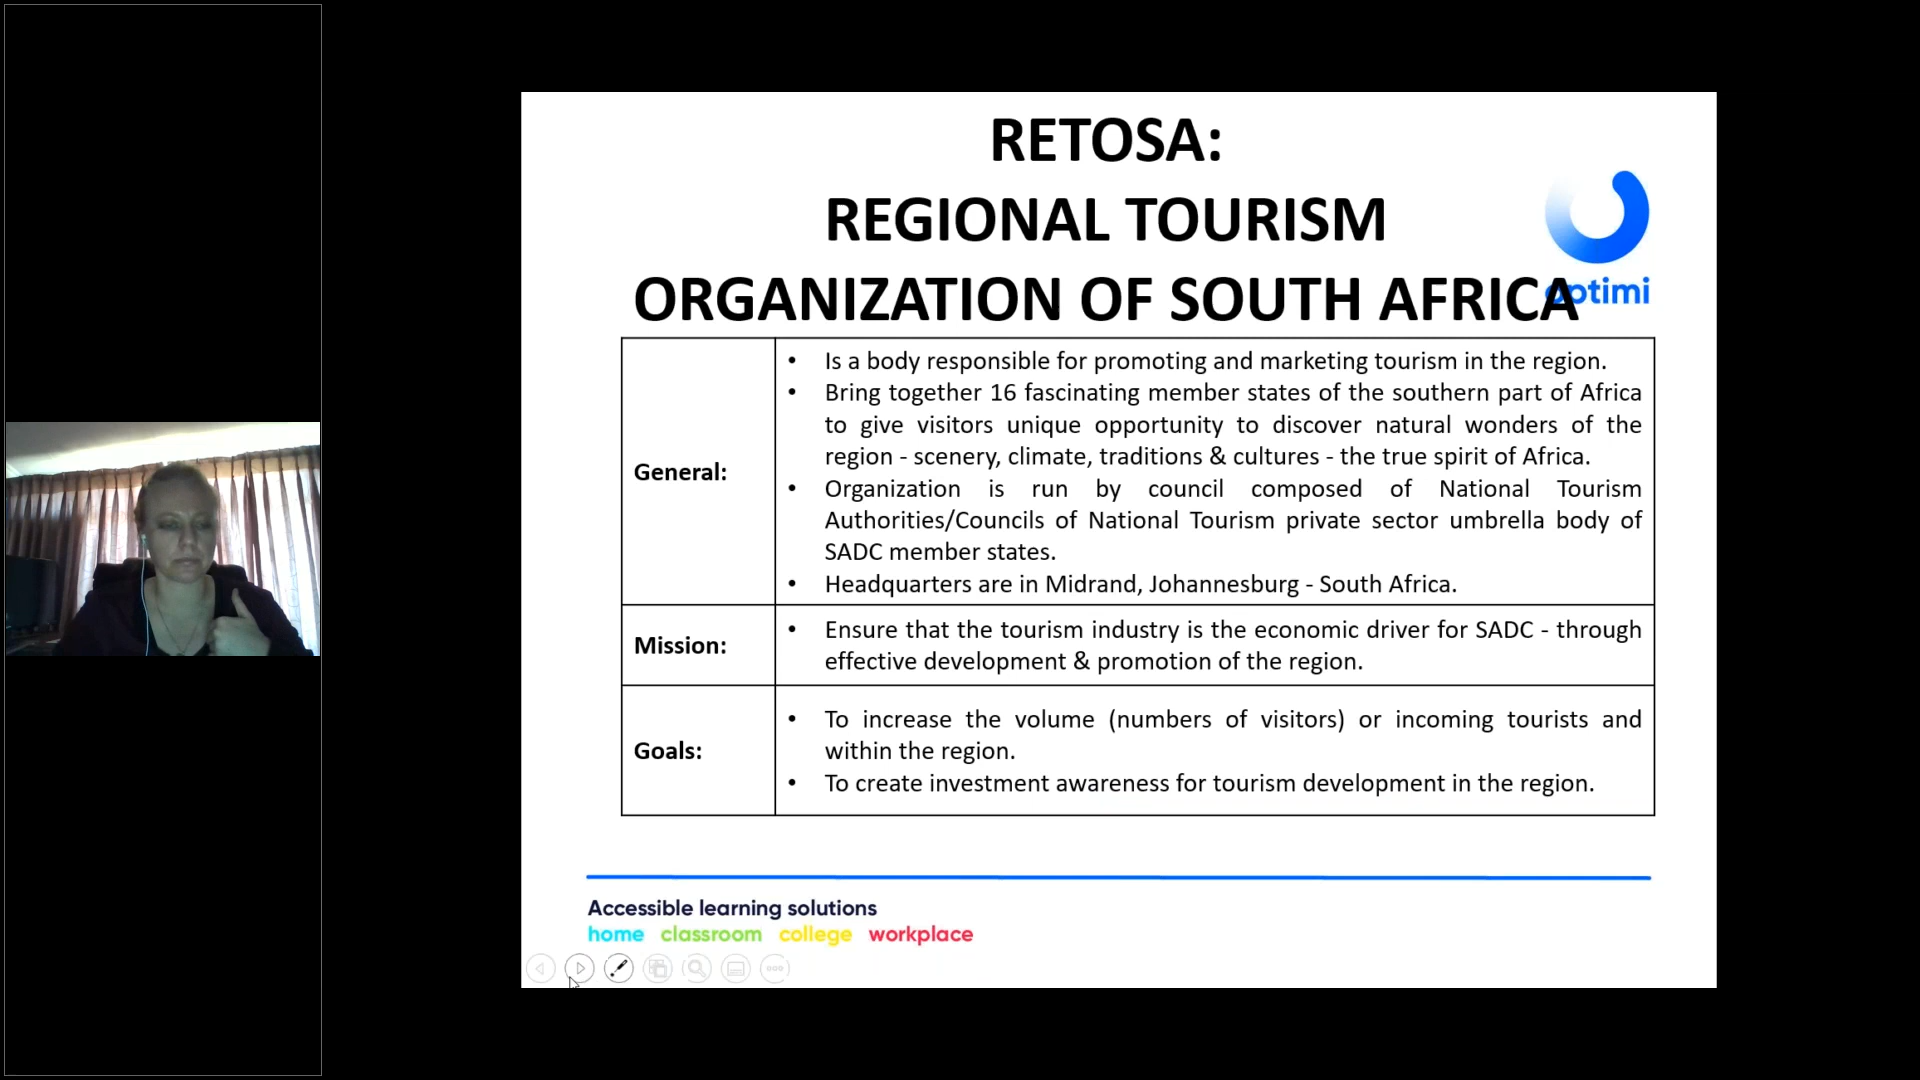 RETOSA:
REGIONAL TOURISM
ORGANIZATION OF SOUTH AFRICA
optimi
General:
• Is a body responsible for promoting and marketing tourism in the region.
• Bring together 16 fascinating member states of the southern part of Africa
to give visitors unique opportunity to discover natural wonders of the
region - scenery, climate, traditions & cultures - the true spirit of Africa.
• Organization is run by council composed of National Tourism
Authorities/Councils of National Tourism private sector umbrella body of
SADC member states.
• Headquarters are in Midrand, Johannesburg - South Africa.
Mission:
• Ensure that the tourism industry is the economic driver for SADC - through
effective development & promotion of the region.
Goals:
• To increase the volume (numbers of visitors) or incoming tourists and
within the region.
• To create investment awareness for tourism development in the region.
Accessible learning solutions
home classroom college workplace